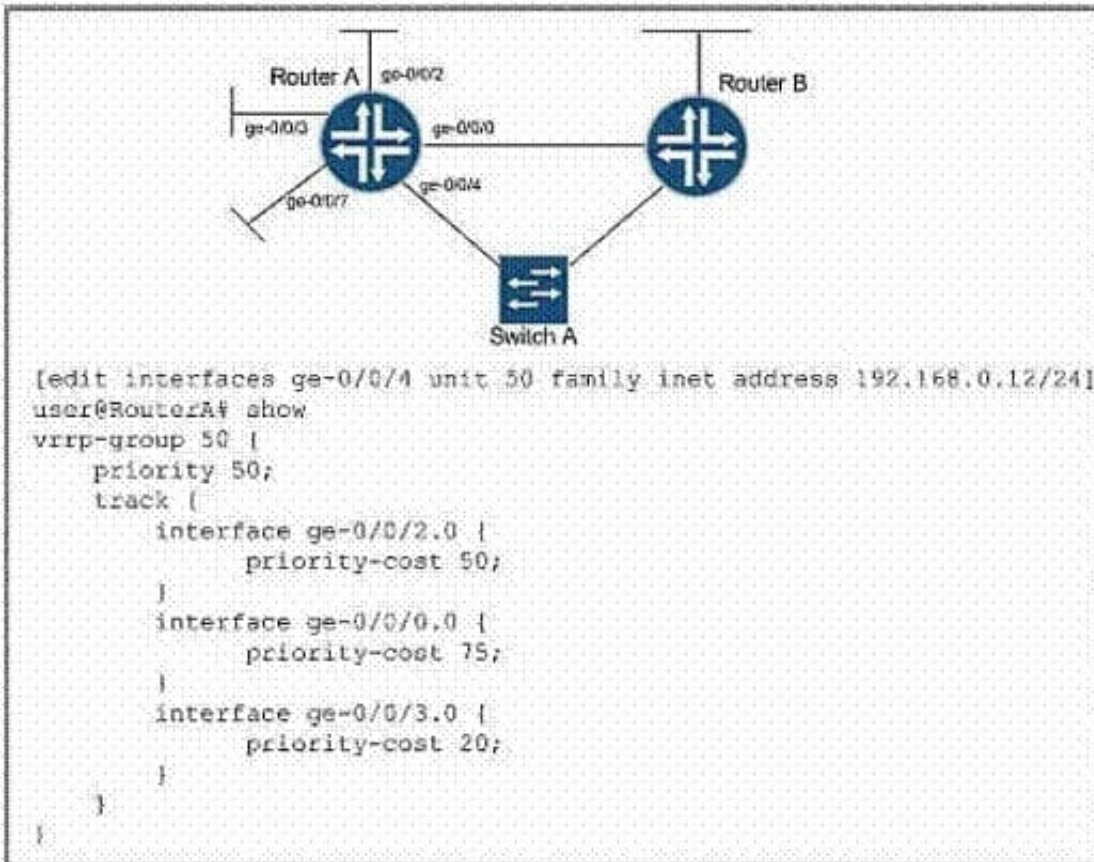 Router A
ge-0/0/2
Router B
ge-0/0/3
ge-0/0/0
ge-0/0/7
ge-0/0/4
Switch A
[edit interfaces ge-0/0/4 unit 50 family inet address 192.168.0.12/24]
user@RouterA# show
vrrp-group 50 {
priority 50;
track {
interface ge-0/0/2.0 {
priority-cost 50;
}
interface ge-0/0/0.0 {
priority-cost 75;
}
interface ge-0/0/3.0 {
priority-cost 20;
}
}
}